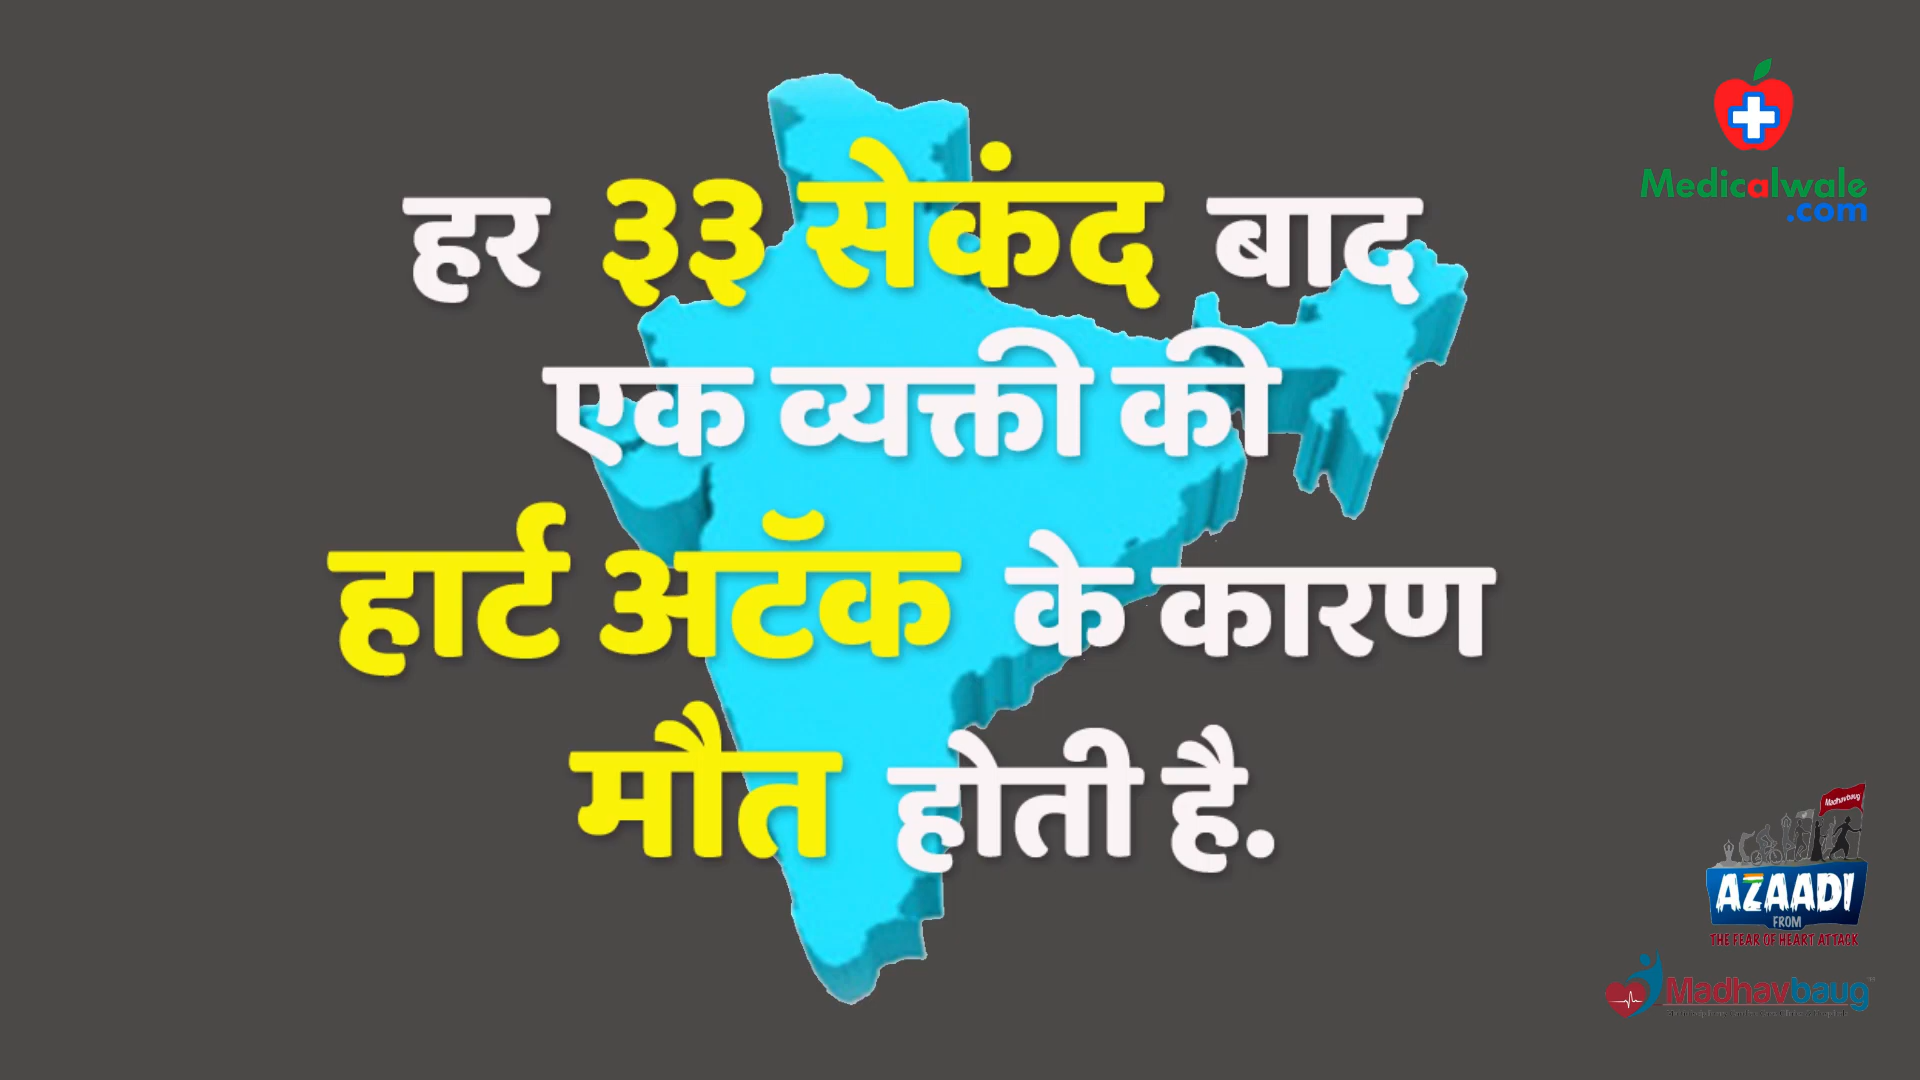 हर ३३ सेकंद बाद
एक व्यक्ती की
हार्ट अटॅक के कारण
मौत होती है.
Medicalwale
.com
Madhavbaug
AZAADI
FROM
THE FEAR OF HEART ATTACK
Madhavbaug